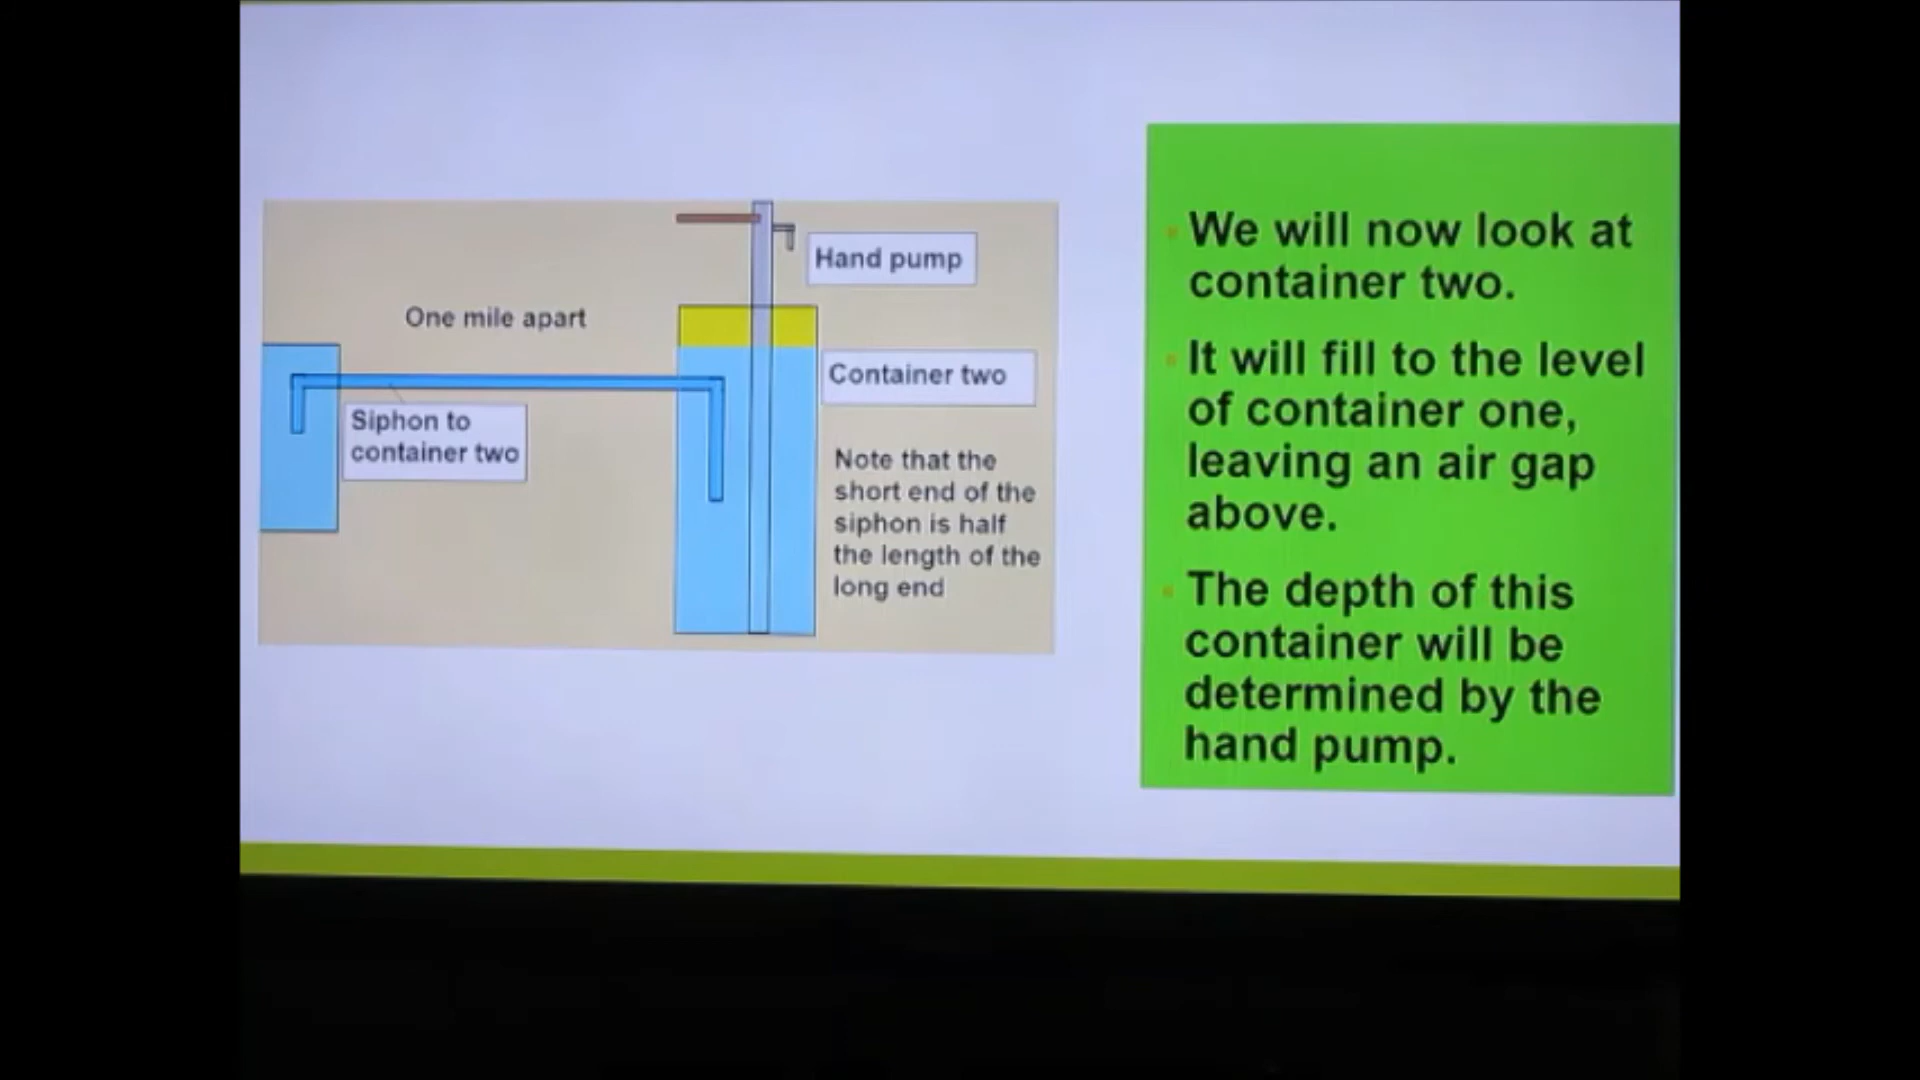 Hand pump
One mile apart
Container two
Siphon to
container two
Note that the
short end of the
siphon is half
the length of the
long end
We will now look at
container two.
It will fill to the level
of container one,
leaving an air gap
above.
The depth of this
container will be
determined by the
hand pump.